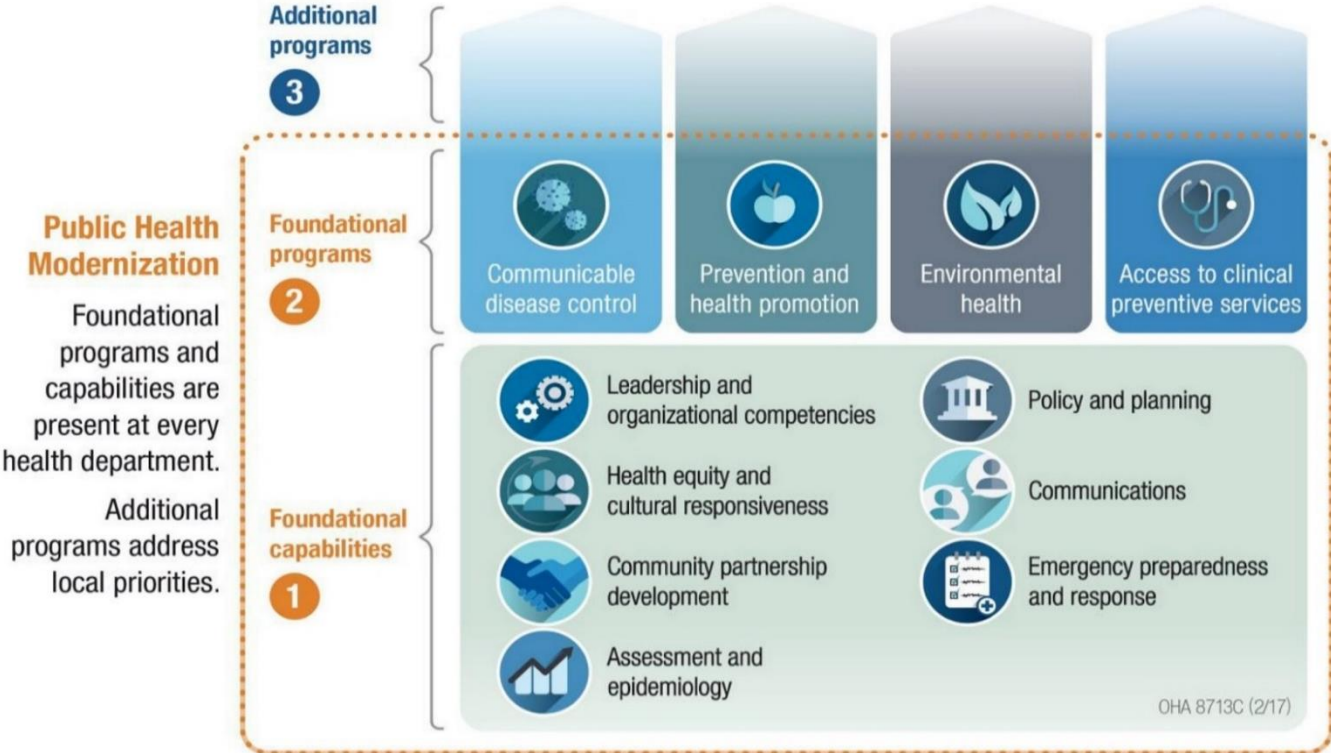 Additional
programs
3
Public Health
Modernization
Foundational
programs and
capabilities are
present at every
health department.
Additional
programs address
local priorities.
Foundational
programs
2
Communicable
disease control
Prevention and
health promotion
Environmental
health
Access to clinical
preventive services
Foundational
capabilities
1
Leadership and
organizational competencies
Health equity and
cultural responsiveness
Community partnership
development
Assessment and
epidemiology
Policy and planning
Communications
Emergency preparedness
and response
OHA 8713C (2/17)